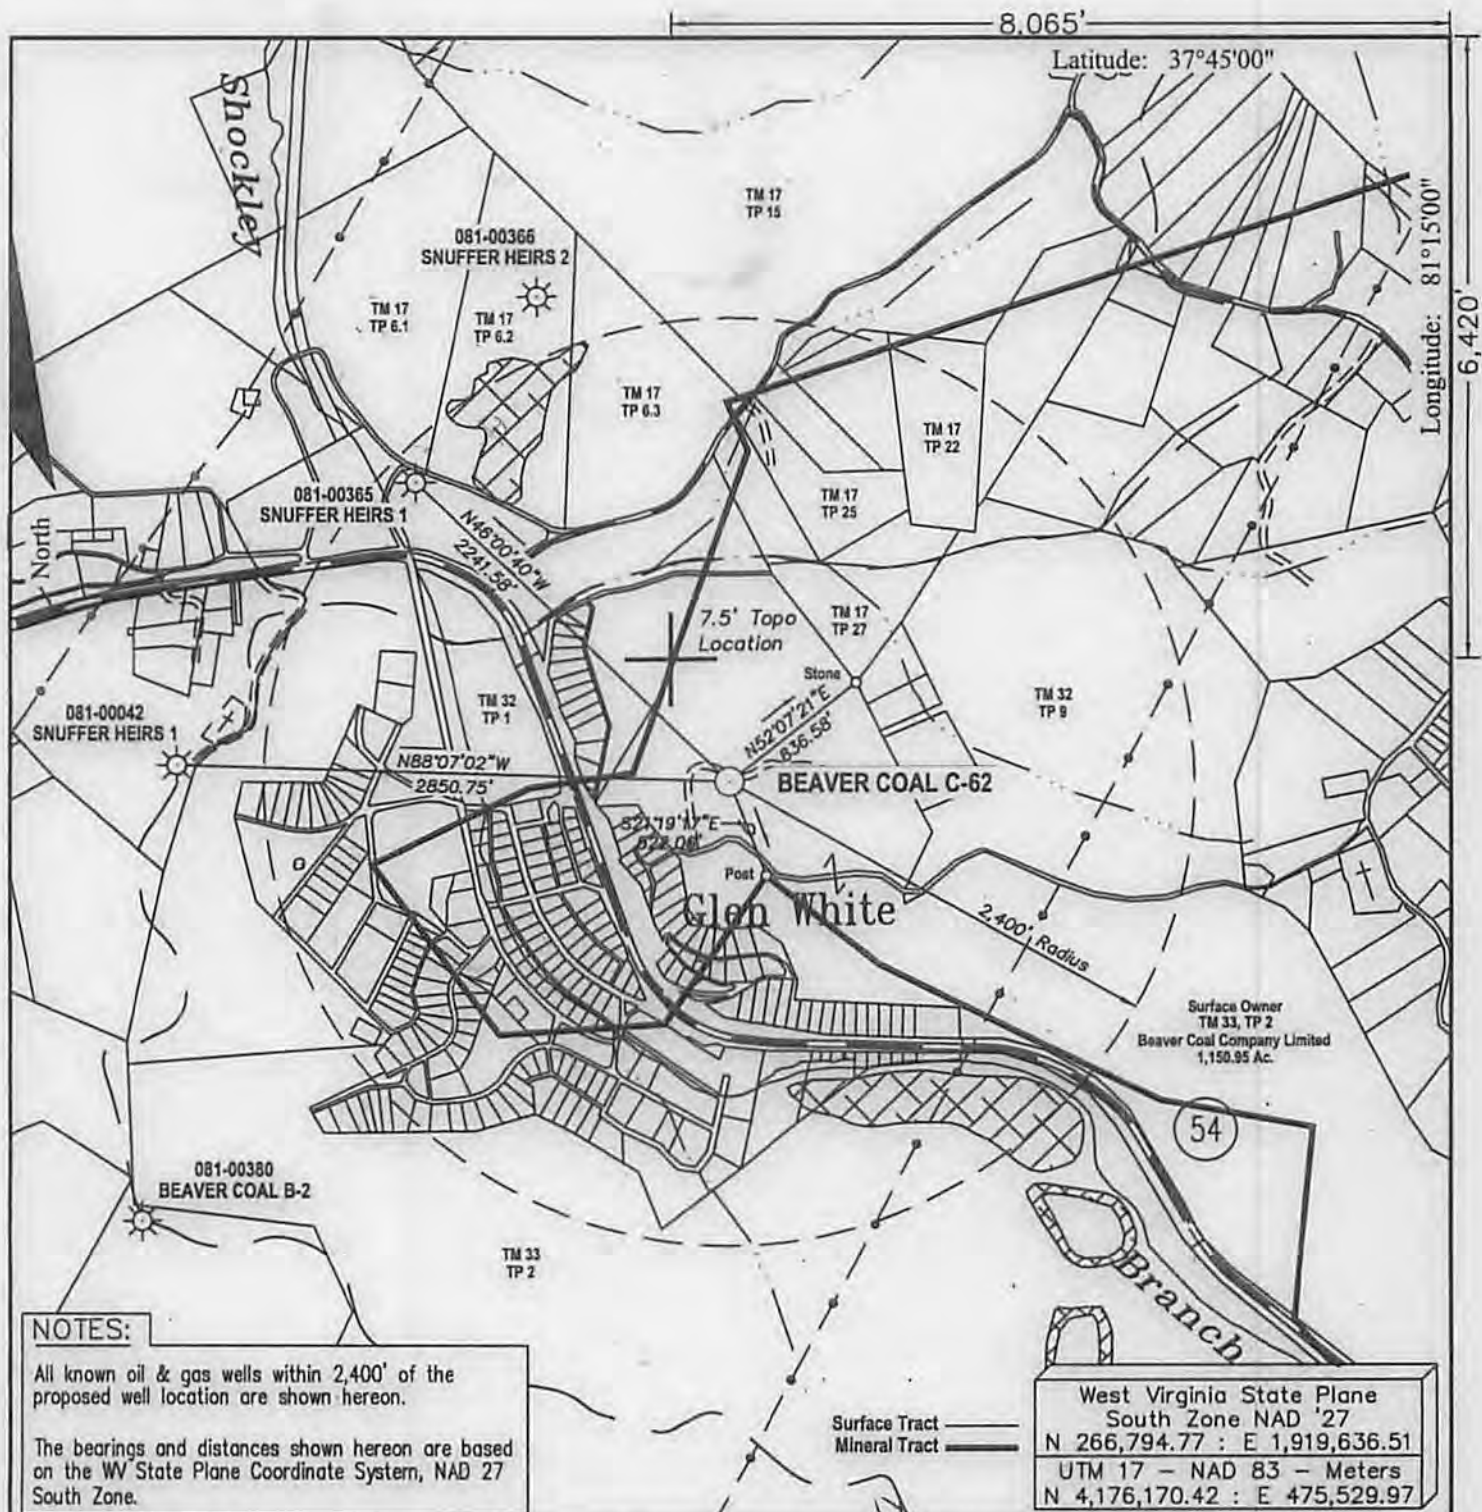 8,065'
Latitude: 37°45'00"
Longitude: 81°15'00"
6,420'
Shockley
TM 17
TP 15
081-00366
SNUFFER HEIRS 2
TM 17
TP 6.1
TM 17
TP 6.2
TM 17
TP 6.3
TM 17
TP 22
081-00365
SNUFFER HEIRS 1
TM 17
TP 25
North
N46°00'40"W
2241.58'
7.5' Topo
Location
TM 17
TP 27
Stone
TM 32
TP 1
TM 32
TP 9
081-00042
SNUFFER HEIRS 1
N52°07'21"E
836.58'
N88°07'02"W
2850.75'
BEAVER COAL C-62
S21°19'17"E
Post
Glen White
2,400' Radius
Surface Owner
TM 33, TP 2
Beaver Coal Company Limited
1,150.95 Ac.
54
081-00380
BEAVER COAL B-2
TM 33
TP 2
Branch
NOTES:
All known oil & gas wells within 2,400' of the
proposed well location are shown hereon.
The bearings and distances shown hereon are based
on the WV State Plane Coordinate System, NAD 27
South Zone.
Surface Tract
Mineral Tract
West Virginia State Plane
South Zone NAD '27
N 266,794.77 : E 1,919,636.51
UTM 17 - NAD 83 - Meters
N 4,176,170.42 : E 475,529.97